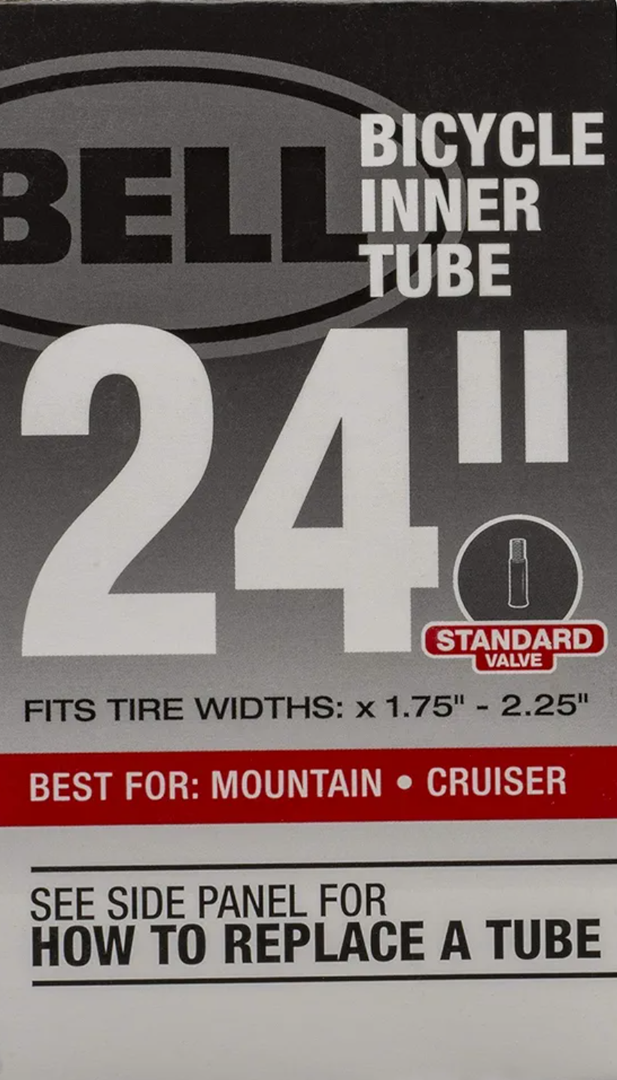 BELL
BICYCLE
INNER
TUBE
24"
STANDARD
VALVE
FITS TIRE WIDTHS: x 1.75" - 2.25"
BEST FOR: MOUNTAIN • CRUISER
SEE SIDE PANEL FOR
HOW TO REPLACE A TUBE